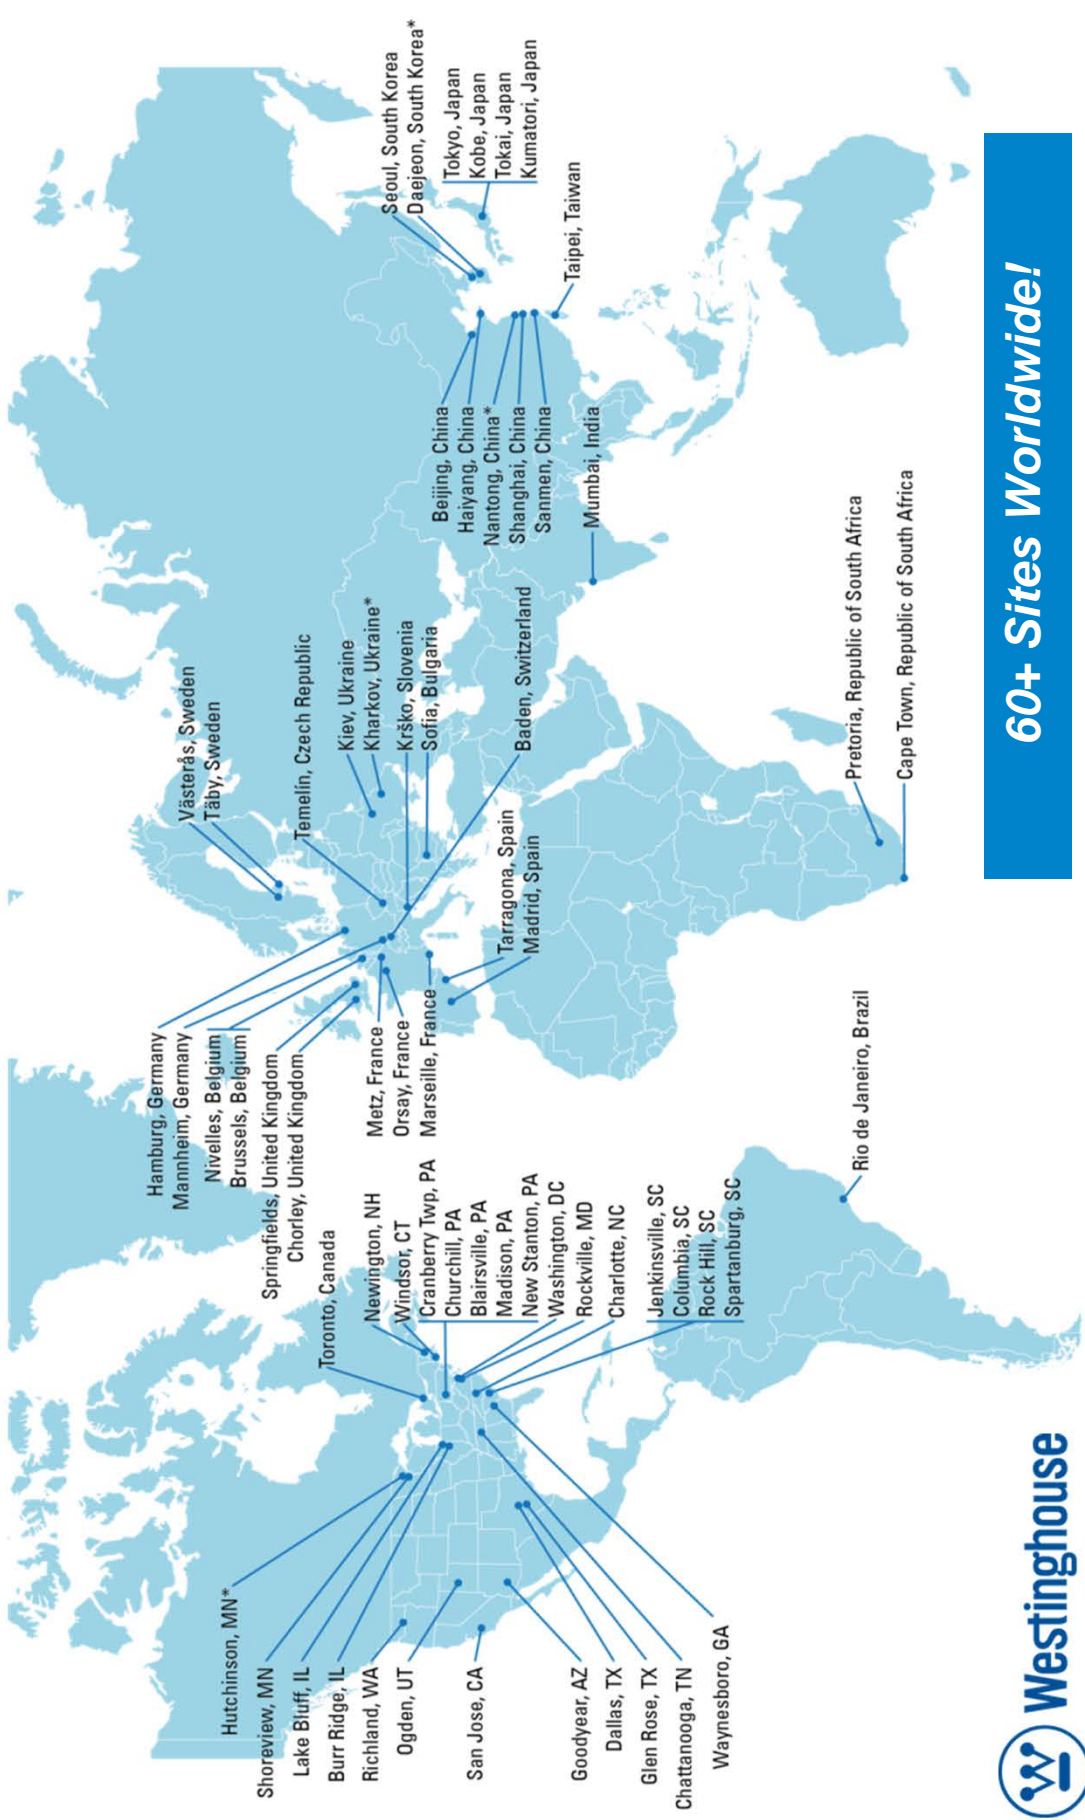 Hutchinson, MN*
Shoreview, MN
Lake Bluff, IL
Burr Ridge, IL
Richland, WA
Ogden, UT
San Jose, CA
Goodyear, AZ
Dallas, TX
Glen Rose, TX
Chattanooga, TN
Waynesboro, GA
Toronto, Canada
Newington, NH
Windsor, CT
Cranberry Twp, PA
Churchill, PA
Blairsville, PA
Madison, PA
New Stanton, PA
Washington, DC
Rockville, MD
Charlotte, NC
Jenkinsville, SC
Columbia, SC
Rock Hill, SC
Spartanburg, SC
Rio de Janeiro, Brazil
Hamburg, Germany
Mannheim, Germany
Nivelles, Belgium
Brussels, Belgium
Springfields, United Kingdom
Chorley, United Kingdom
Metz, France
Orsay, France
Marseille, France
Tarragona, Spain
Madrid, Spain
Västerås, Sweden
Täby, Sweden
Temelin, Czech Republic
Kiev, Ukraine
Kharkov, Ukraine*
Krško, Slovenia
Sofia, Bulgaria
Baden, Switzerland
Pretoria, Republic of South Africa
Cape Town, Republic of South Africa
Beijing, China
Haiyang, China
Nantong, China*
Shanghai, China
Sanmen, China
Mumbai, India
Seoul, South Korea
Daejeon, South Korea*
Tokyo, Japan
Kobe, Japan
Tokai, Japan
Kumatori, Japan
Taipei, Taiwan
W Westinghouse
60+ Sites Worldwide!